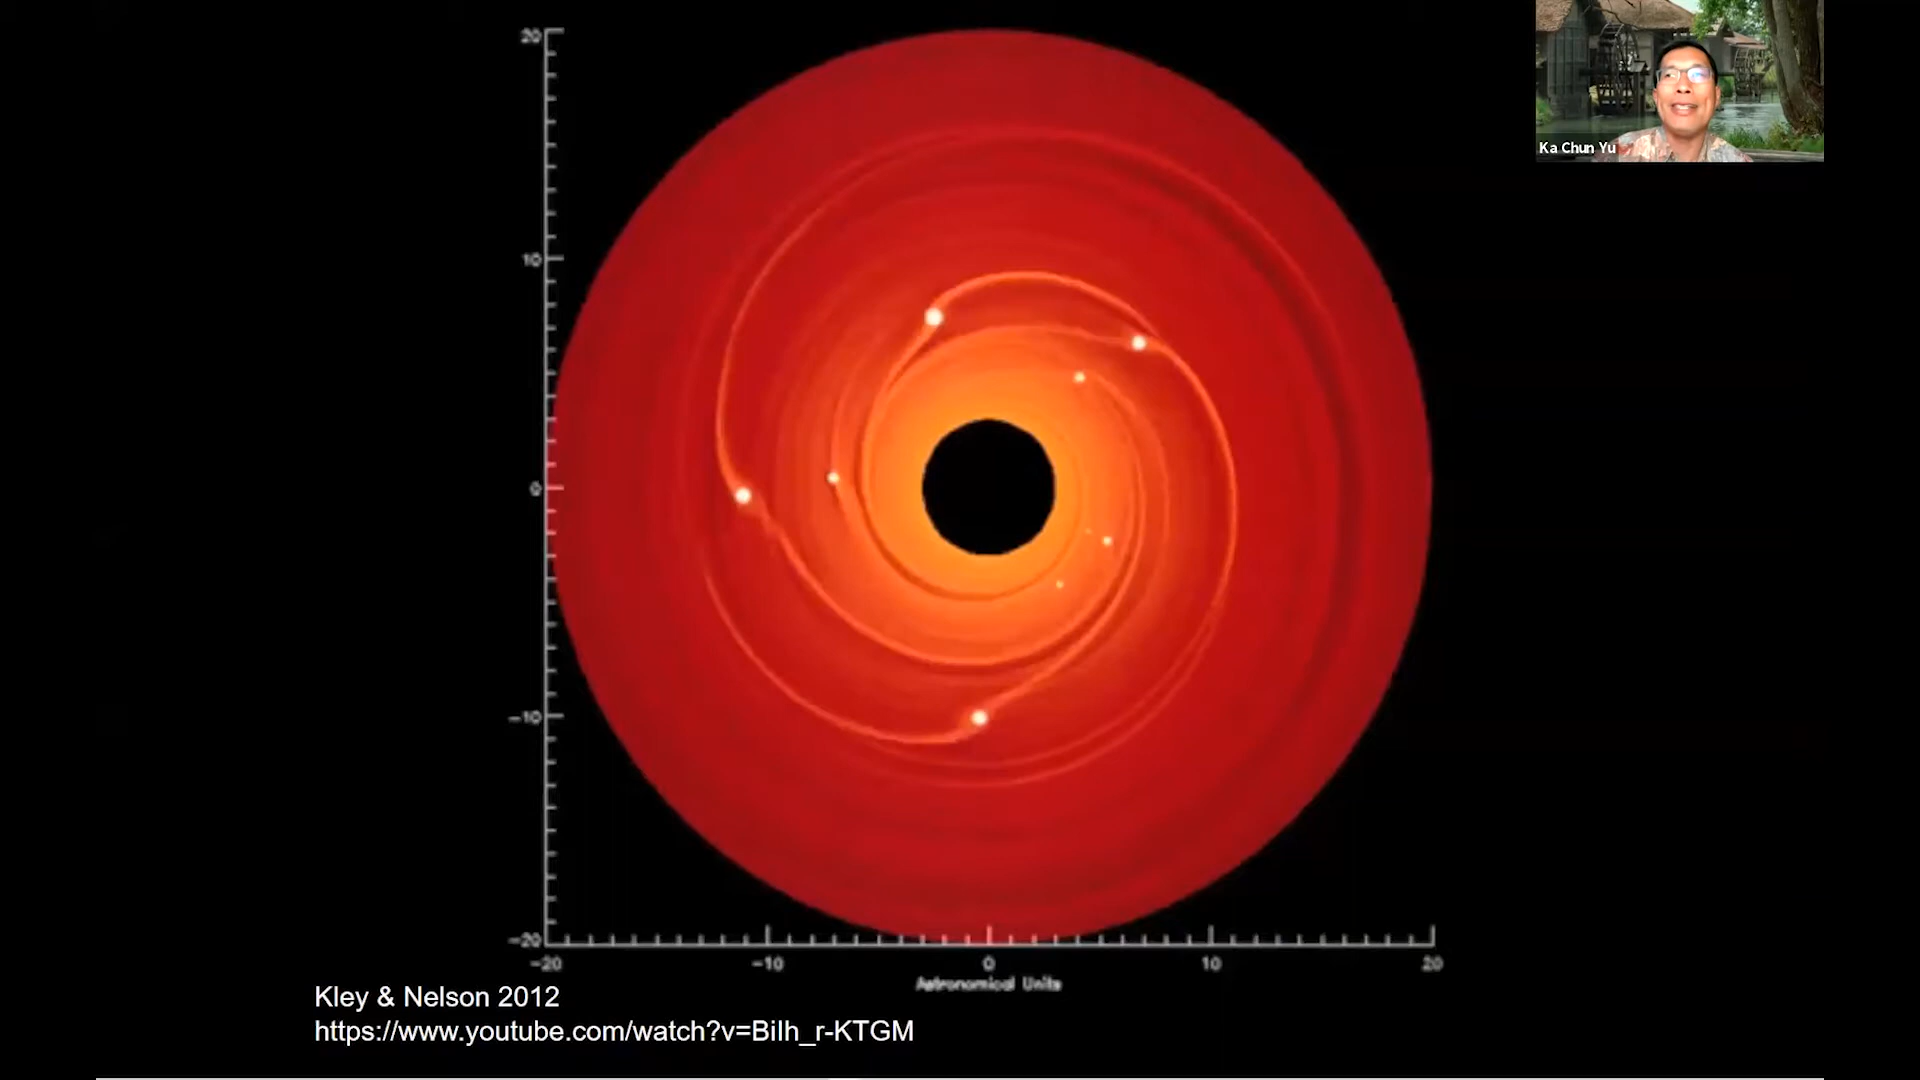 Ka Chun Yu
20
10
0
-10
-20
-20 -10 0 10 20
Astronomical Units
Kley & Nelson 2012
https://www.youtube.com/watch?v=Bilh_r-KTGM